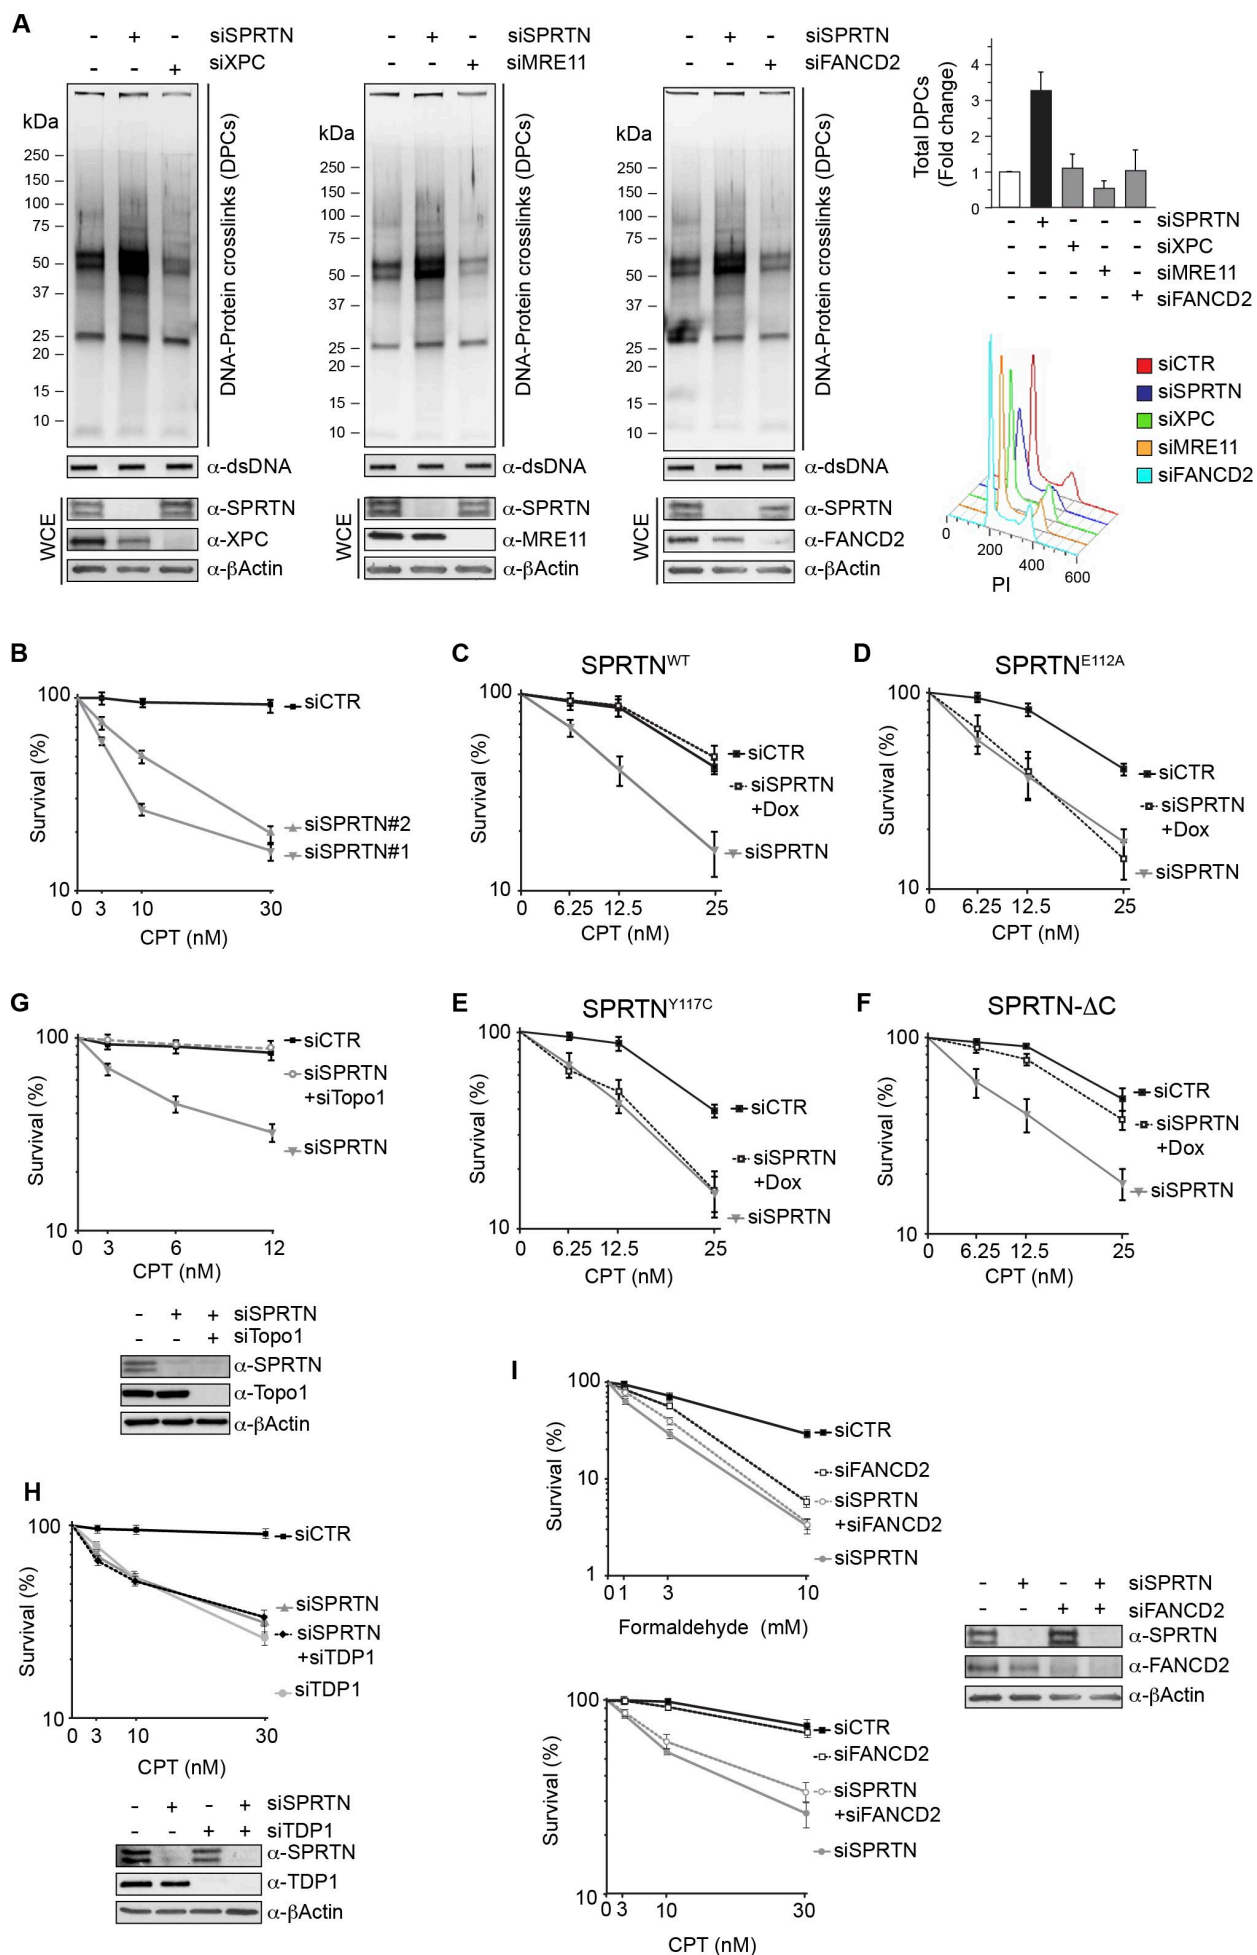 A
- + - siSPRTN
- - + siXPC
kDa
250
150
100
75
50
37
25
20
15
10
DNA-Protein crosslinks (DPCs)
α-dsDNA
WCE
α-SPRTN
α-XPC
α-βActin
- + - siSPRTN
- - + siMRE11
kDa
250
150
100
75
50
37
25
20
15
10
DNA-Protein crosslinks (DPCs)
α-dsDNA
WCE
α-SPRTN
α-MRE11
α-βActin
- + - siSPRTN
- - + siFANCD2
kDa
250
150
100
75
50
37
25
20
15
10
DNA-Protein crosslinks (DPCs)
α-dsDNA
WCE
α-SPRTN
α-FANCD2
α-βActin
Total DPCs
(Fold change)
4
3
2
1
0
- + - - - siSPRTN
- - + - - siXPC
- - - + - siMRE11
- - - - + siFANCD2
siCTR
siSPRTN
siXPC
siMRE11
siFANCD2
0
200
400
600
PI
B
Survival (%)
100
10
siCTR
siSPRTN#2
siSPRTN#1
0 3 10 30
CPT (nM)
C
SPRTNWT
Survival (%)
100
10
siCTR
siSPRTN
+Dox
siSPRTN
0 6.25 12.5 25
CPT (nM)
D
SPRTNE112A
Survival (%)
100
10
siCTR
siSPRTN
+Dox
siSPRTN
0 6.25 12.5 25
CPT (nM)
G
Survival (%)
100
10
siCTR
siSPRTN
+siTopo1
siSPRTN
0 3 6 12
CPT (nM)
- + + siSPRTN
- - + siTopo1
α-SPRTN
α-Topo1
α-βActin
E
SPRTNY117C
Survival (%)
100
10
siCTR
siSPRTN
+Dox
siSPRTN
0 6.25 12.5 25
CPT (nM)
F
SPRTN-ΔC
Survival (%)
100
10
siCTR
siSPRTN
+Dox
siSPRTN
0 6.25 12.5 25
CPT (nM)
H
Survival (%)
100
10
siCTR
siSPRTN
siSPRTN
+siTDP1
siTDP1
0 3 10 30
CPT (nM)
- + - + siSPRTN
- - + + siTDP1
α-SPRTN
α-TDP1
α-βActin
I
Survival (%)
100
10
1
siCTR
siFANCD2
siSPRTN
+siFANCD2
siSPRTN
0 1 3 10
Formaldehyde (mM)
Survival (%)
100
10
siCTR
siFANCD2
siSPRTN
+siFANCD2
siSPRTN
0 3 10 30
CPT (nM)
- + - + siSPRTN
- - + + siFANCD2
α-SPRTN
α-FANCD2
α-βActin